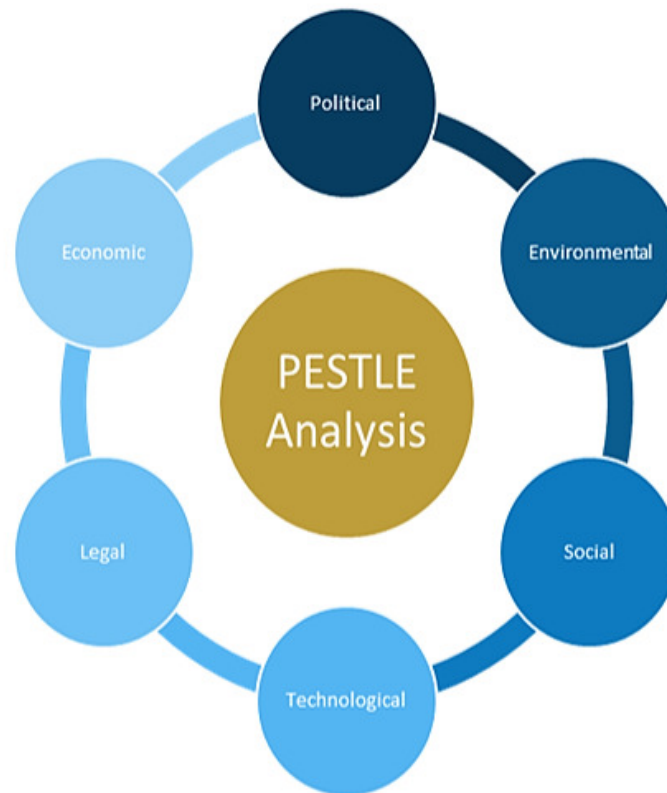 Political
Economic
Environmental
PESTLE
Analysis
Legal
Social
Technological